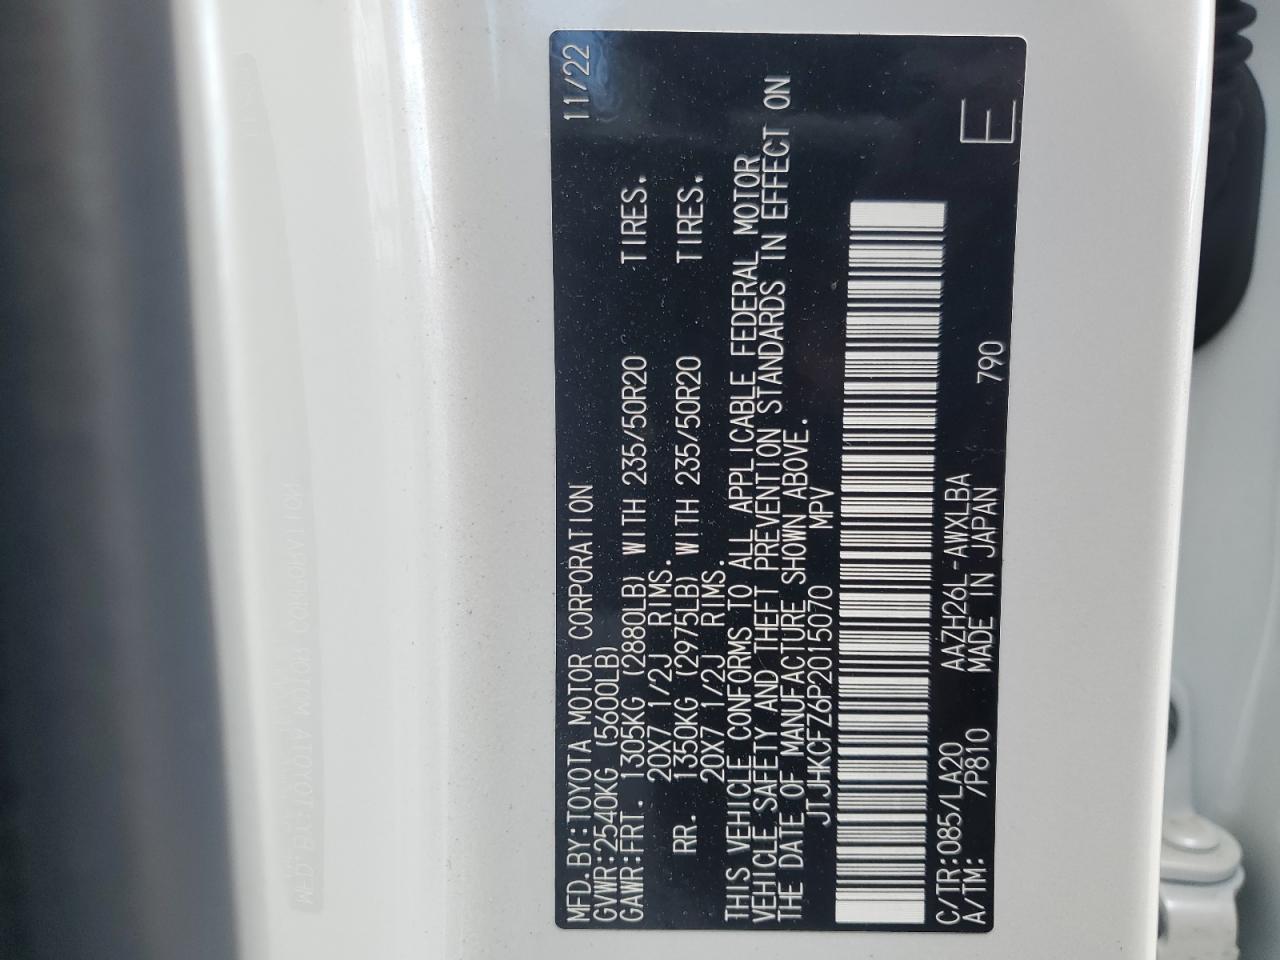 MFD.BY:TOYOTA MOTOR CORPORATION 11/22
GVWR:2540KG (5600LB)
GAWR:FRT. 1305KG (2880LB) WITH 235/50R20 TIRES.
20X7 1/2J RIMS.
RR. 1350KG (2975LB) WITH 235/50R20 TIRES.
20X7 1/2J RIMS.
THIS VEHICLE CONFORMS TO ALL APPLICABLE FEDERAL MOTOR
VEHICLE SAFETY AND THEFT PREVENTION STANDARDS IN EFFECT ON
THE DATE OF MANUFACTURE SHOWN ABOVE.
JTJHKCFZ6P2015070 MPV
C/TR:085/LA20 AAZH26L-AWXLBA
A/TM: /P810 MADE IN JAPAN 790 E